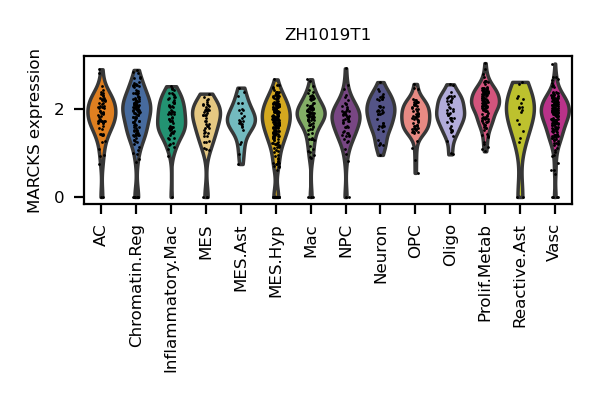 ZH1019T1
MARCKS expression
2
0
AC
Chromatin.Reg
Inflammatory.Mac
MES
MES.Ast
MES.Hyp
Mac
NPC
Neuron
OPC
Oligo
Prolif.Metab
Reactive.Ast
Vasc